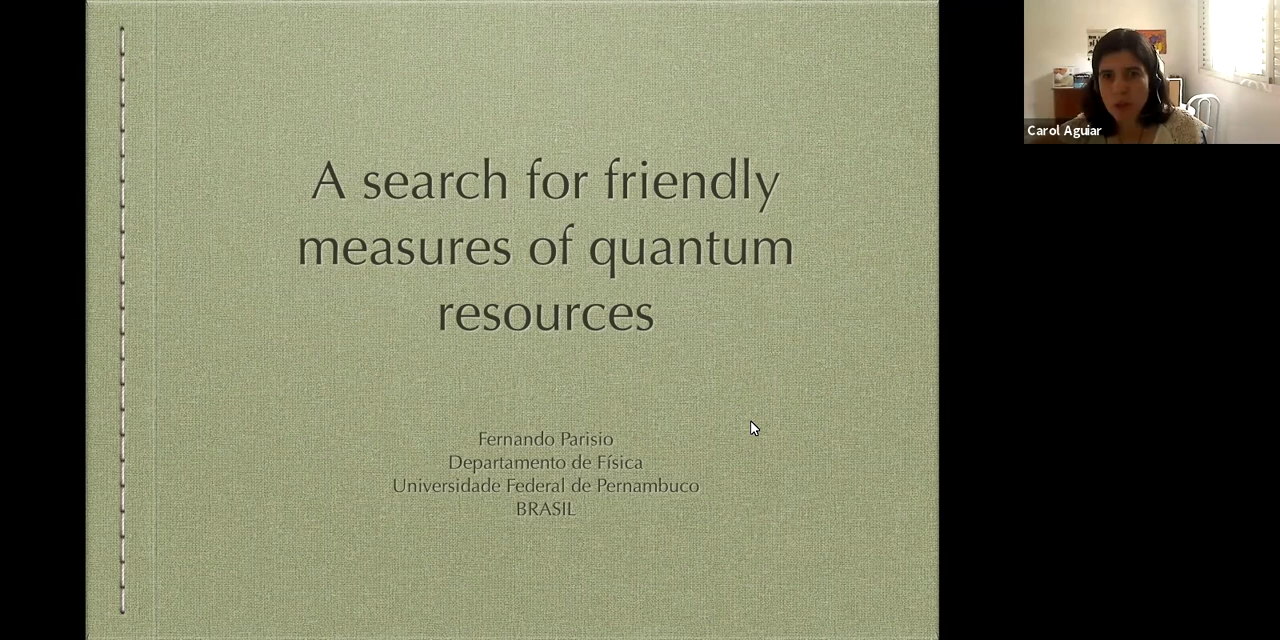 A search for friendly
measures of quantum
resources
Fernando Parisio
Departamento de Física
Universidade Federal de Pernambuco
BRASIL
Carol Aguiar